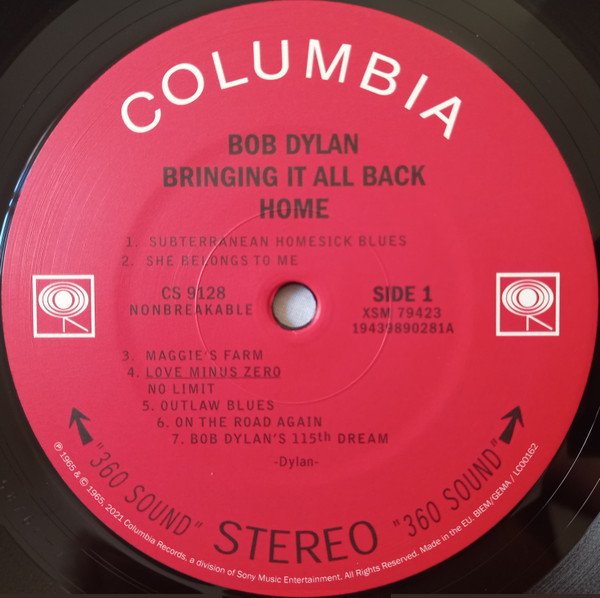 COLUMBIA
BOB DYLAN
BRINGING IT ALL BACK
HOME
1. SUBTERRANEAN HOMESICK BLUES
2. SHE BELONGS TO ME
CS 9128
NONBREAKABLE
SIDE 1
XSM 79423
19439890281A
3. MAGGIE'S FARM
4. LOVE MINUS ZERO
NO LIMIT
5. OUTLAW BLUES
6. ON THE ROAD AGAIN
7. BOB DYLAN'S 115th DREAM
-Dylan-
"360 SOUND" STEREO "360 SOUND"
℗ 1965 & © 1965, 2021 Columbia Records, a division of Sony Music Entertainment. All Rights Reserved. Made in the EU. BIEM/GEMA / LC00162